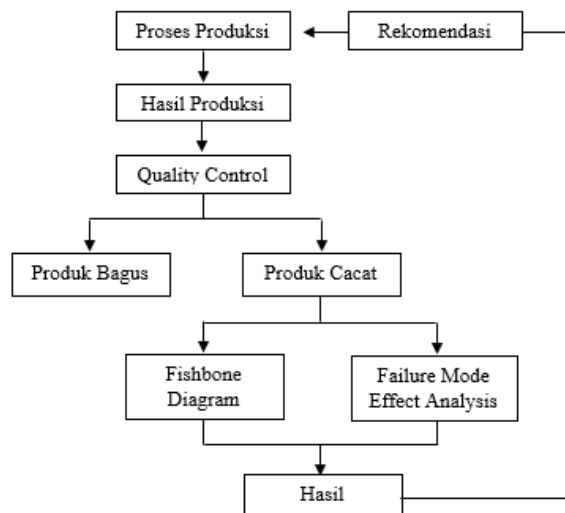 Proses Produksi
Rekomendasi
Hasil Produksi
Quality Control
Produk Bagus
Produk Cacat
Fishbone
Diagram
Failure Mode
Effect Analysis
Hasil